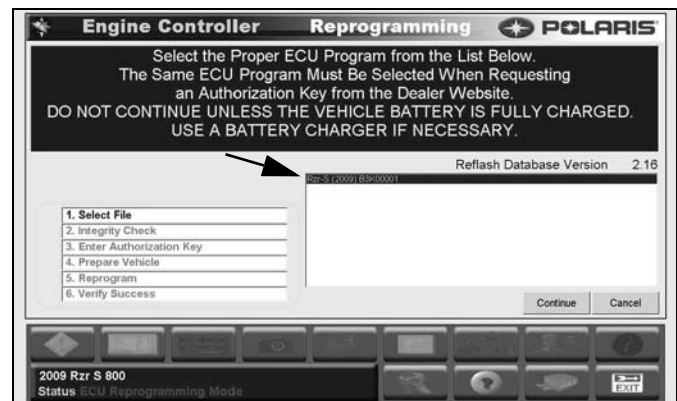 Engine Controller Reprogramming POLARIS
Select the Proper ECU Program from the List Below.
The Same ECU Program Must Be Selected When Requesting
an Authorization Key from the Dealer Website.
DO NOT CONTINUE UNLESS THE VEHICLE BATTERY IS FULLY CHARGED.
USE A BATTERY CHARGER IF NECESSARY.
Reflash Database Version 2.16
Rzr-S (2009) B3K00001
1. Select File
2. Integrity Check
3. Enter Authorization Key
4. Prepare Vehicle
5. Reprogram
6. Verify Success
Continue Cancel
2009 Rzr S 800
Status ECU Reprogramming Mode
EXIT